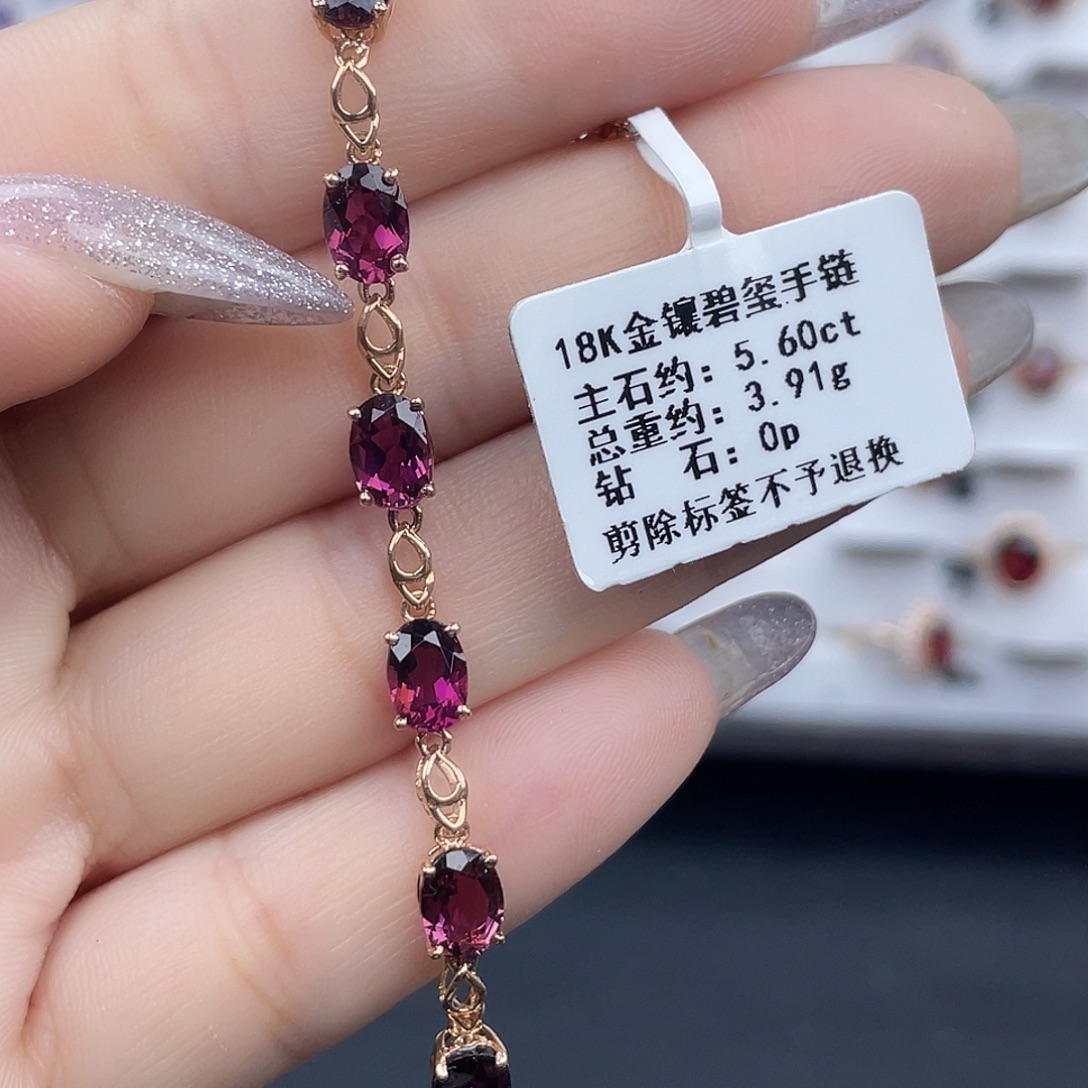 18K金镶碧玺手链
主石约：5.60ct
总重约：3.91g
钻 石：0p
剪除标签不予退换